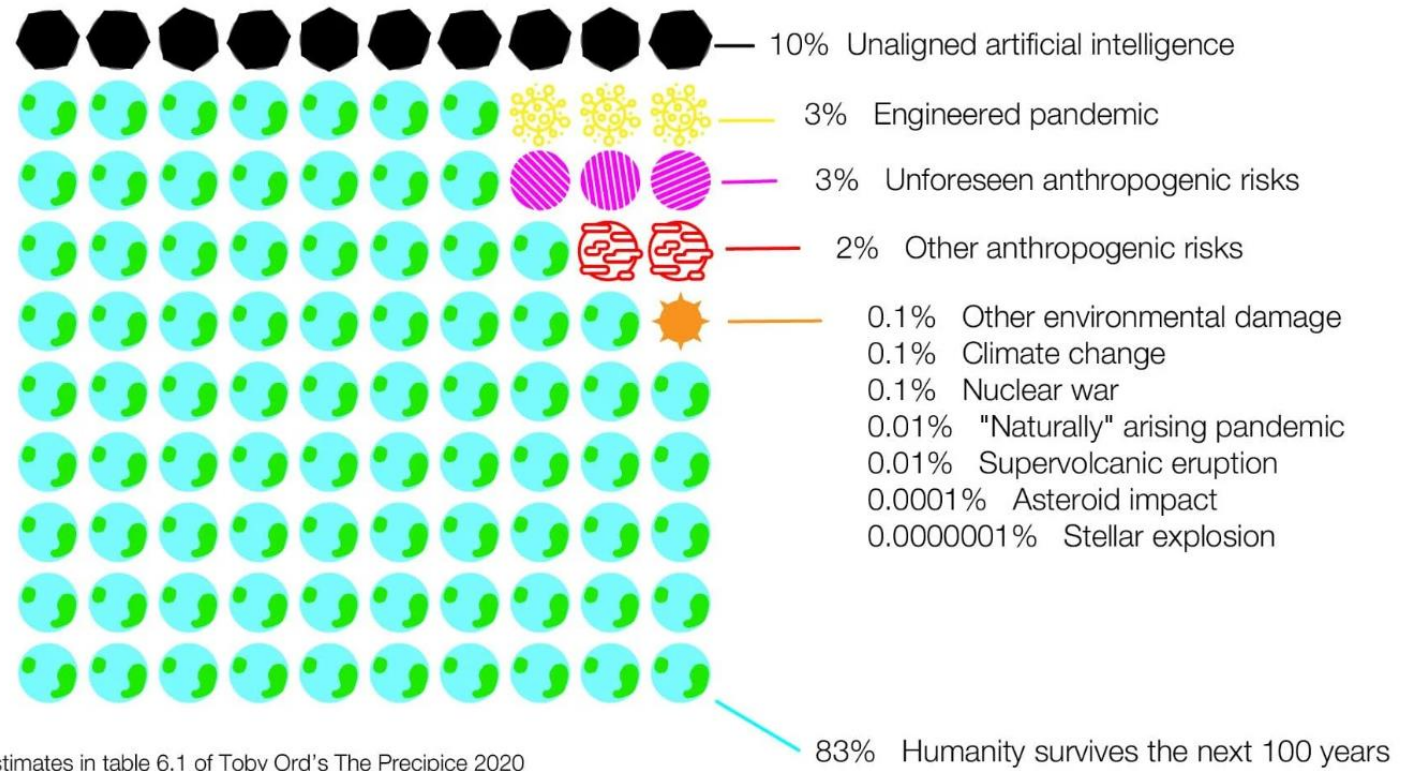 10% Unaligned artificial intelligence
3% Engineered pandemic
3% Unforeseen anthropogenic risks
2% Other anthropogenic risks
0.1% Other environmental damage
0.1% Climate change
0.1% Nuclear war
0.01% "Naturally" arising pandemic
0.01% Supervolcanic eruption
0.0001% Asteroid impact
0.0000001% Stellar explosion
83% Humanity survives the next 100 years
in table 6.1 of Toby Ord's The Precipice 2020